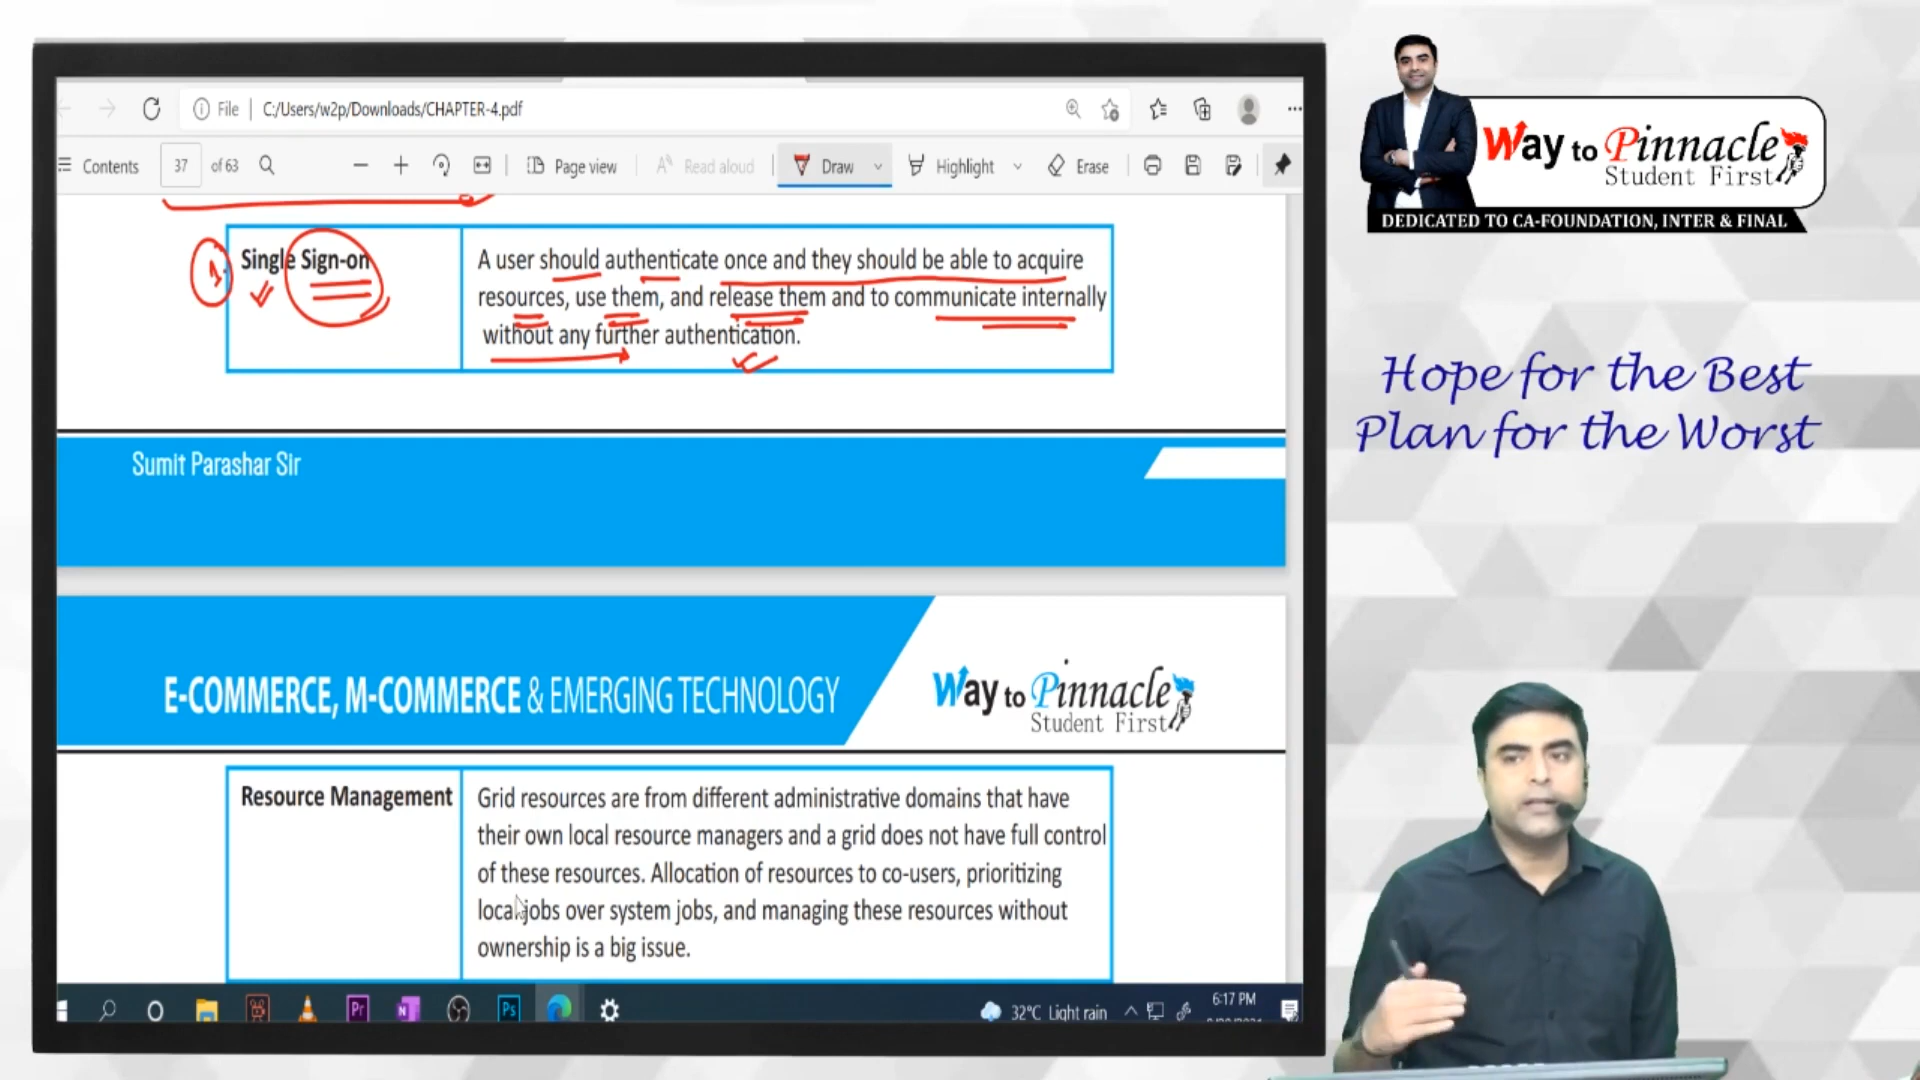 File
C:/Users/w2p/Downloads/CHAPTER-4.pdf
Contents
37
of 63
Page view
Read aloud
Draw
Highlight
Erase
1
Single Sign-on
A user should authenticate once and they should be able to acquire
resources, use them, and release them and to communicate internally
without any further authentication.
Sumit Parashar Sir
E-COMMERCE, M-COMMERCE & EMERGING TECHNOLOGY
Way to Pinnacle
Student First
Resource Management
Grid resources are from different administrative domains that have
their own local resource managers and a grid does not have full control
of these resources. Allocation of resources to co-users, prioritizing
local jobs over system jobs, and managing these resources without
ownership is a big issue.
Pr
N
Ps
32°C Light rain
6:17 PM
Way to Pinnacle
Student First
DEDICATED TO CA-FOUNDATION, INTER & FINAL
Hope for the Best
Plan for the Worst